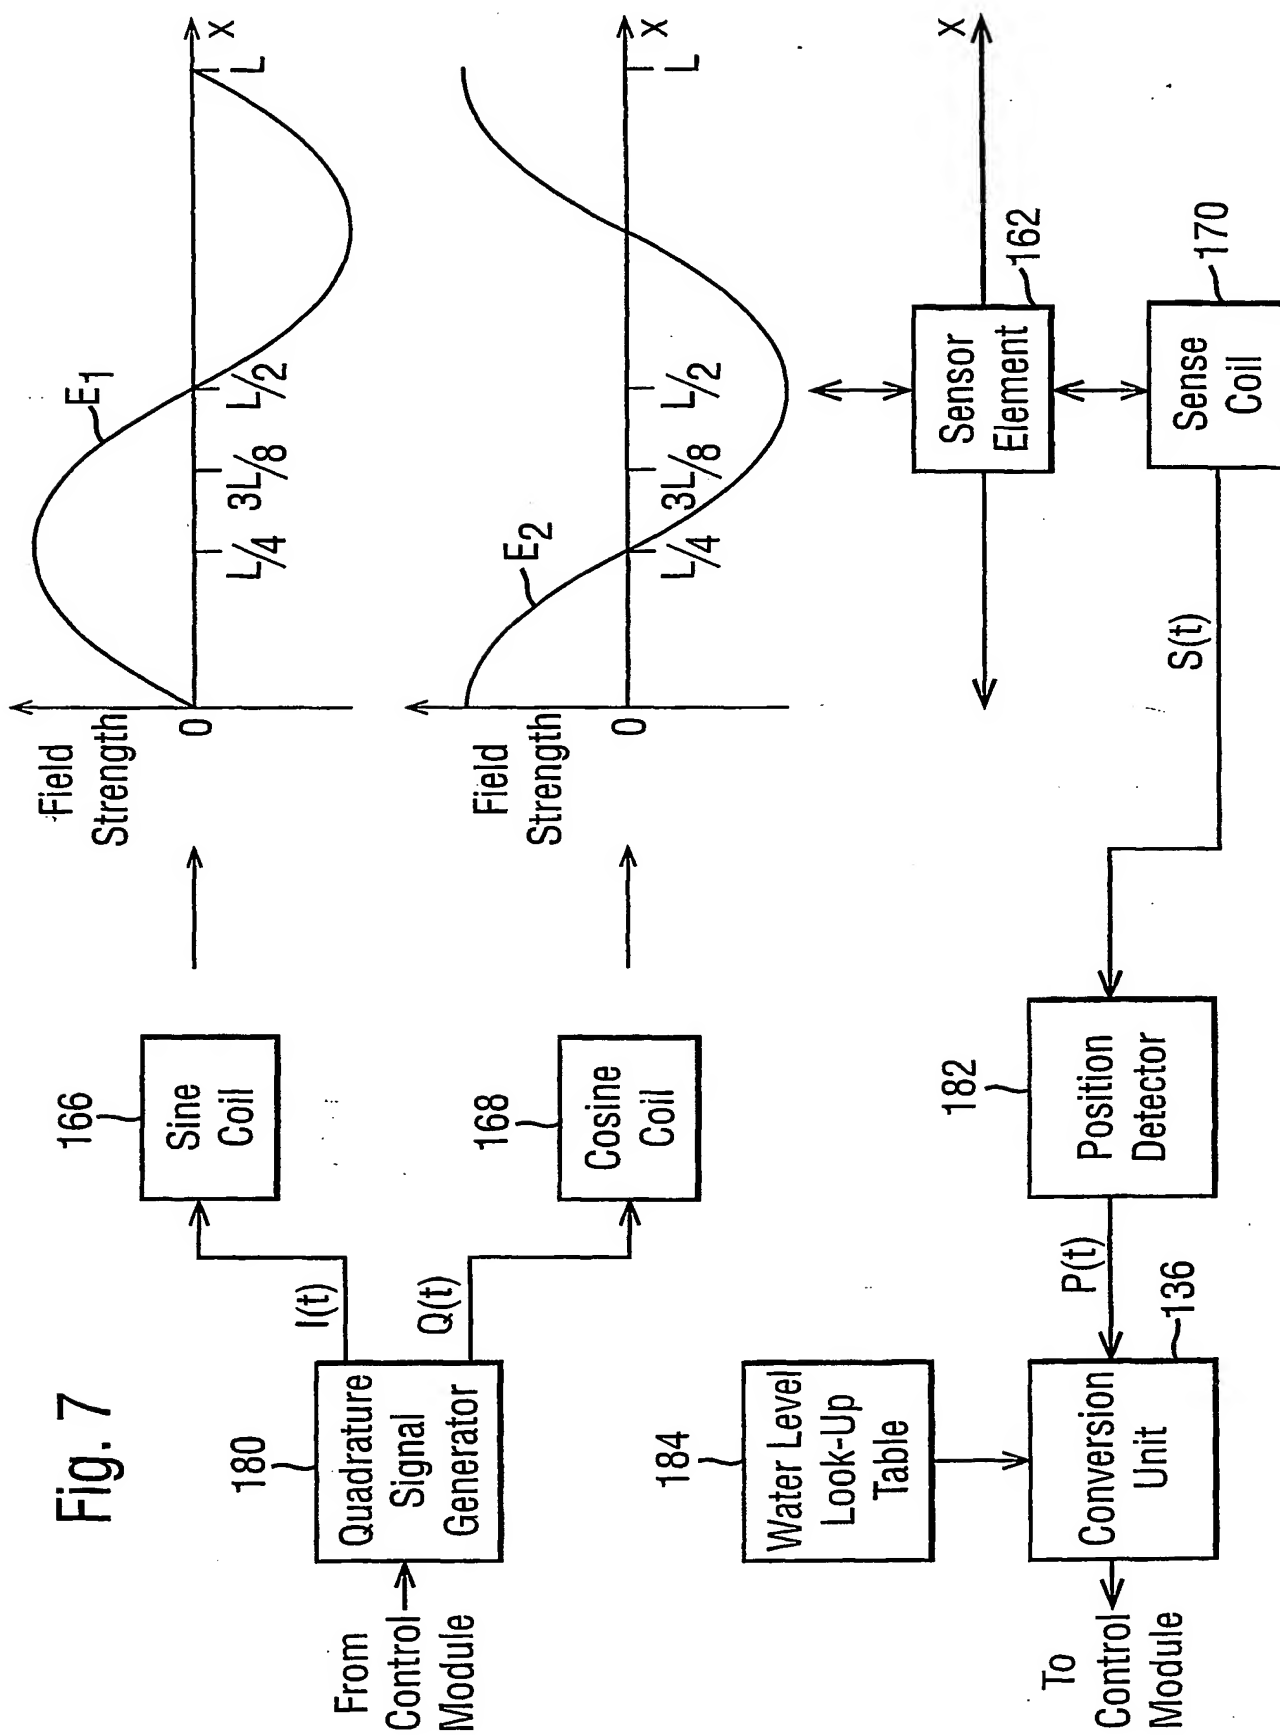 Fig. 7
From
Control
Module
180
Quadrature
Signal
Generator
I(t)
Q(t)
166
Sine
Coil
168
Cosine
Coil
Field
Strength
0
E1
L/4
3L/8
L/2
L
X
Field
Strength
0
E2
L/4
3L/8
L/2
L
X
X
Sensor
Element
162
Sense
Coil
170
S(t)
182
Position
Detector
P(t)
184
Water Level
Look-Up
Table
Conversion
Unit
136
To
Control
Module